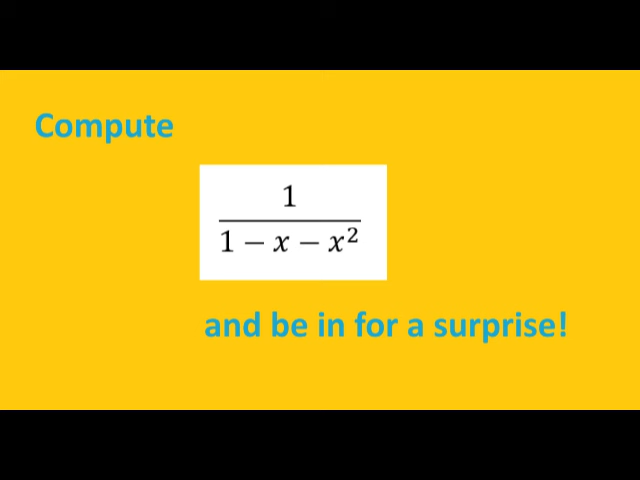 Compute
1
1 − x − x²
and be in for a surprise!